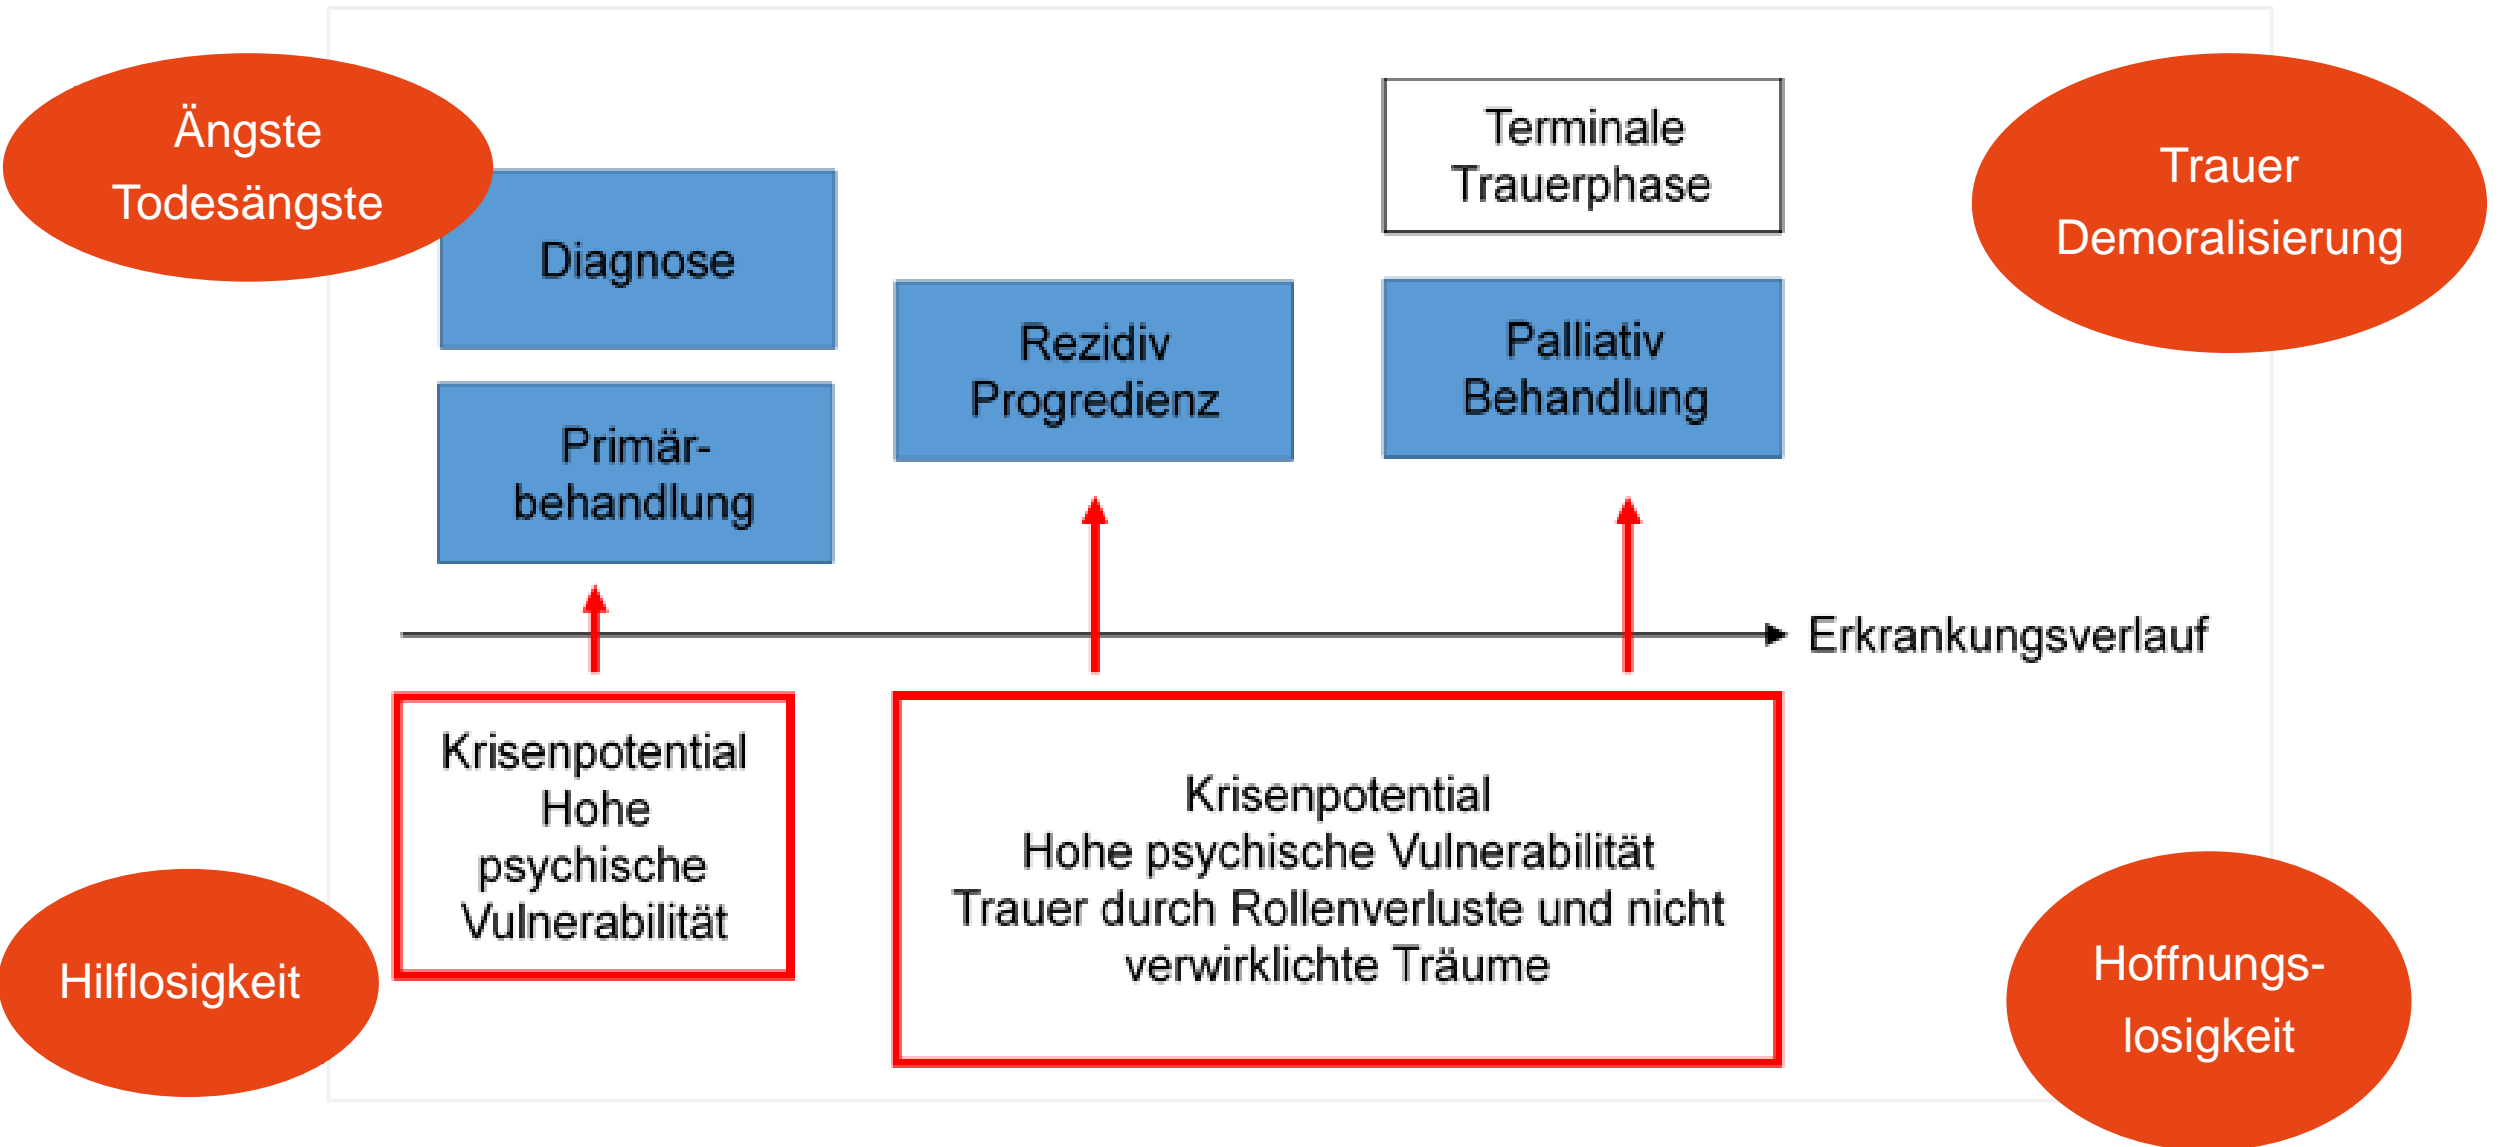 Ängste
Todesängste
Diagnose
Primär-
behandlung
Rezidiv
Progredienz
Terminale
Trauerphase
Palliativ
Behandlung
Trauer
Demoralisierung
Erkrankungsverlauf
Krisenpotential
Hohe
psychische
Vulnerabilität
Krisenpotential
Hohe psychische Vulnerabilität
Trauer durch Rollenverluste und nicht
verwirklichte Träume
Hilflosigkeit
Hoffnungs-
losigkeit